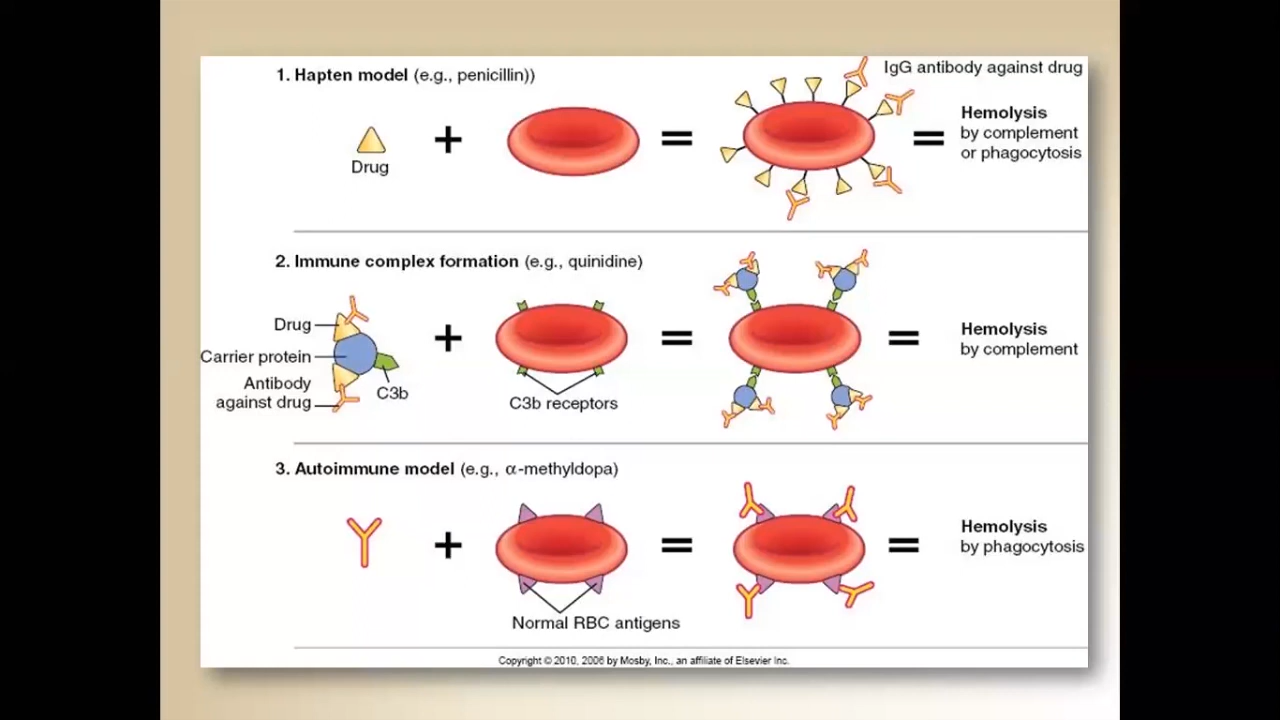 1. Hapten model (e.g., penicillin))
IgG antibody against drug
Drug
+
=
=
Hemolysis
by complement
or phagocytosis
2. Immune complex formation (e.g., quinidine)
Drug
Carrier protein
Antibody
against drug
C3b
+
C3b receptors
=
=
Hemolysis
by complement
3. Autoimmune model (e.g., α-methyldopa)
+
Normal RBC antigens
=
=
Hemolysis
by phagocytosis
Copyright © 2010, 2006 by Mosby, Inc., an affiliate of Elsevier Inc.